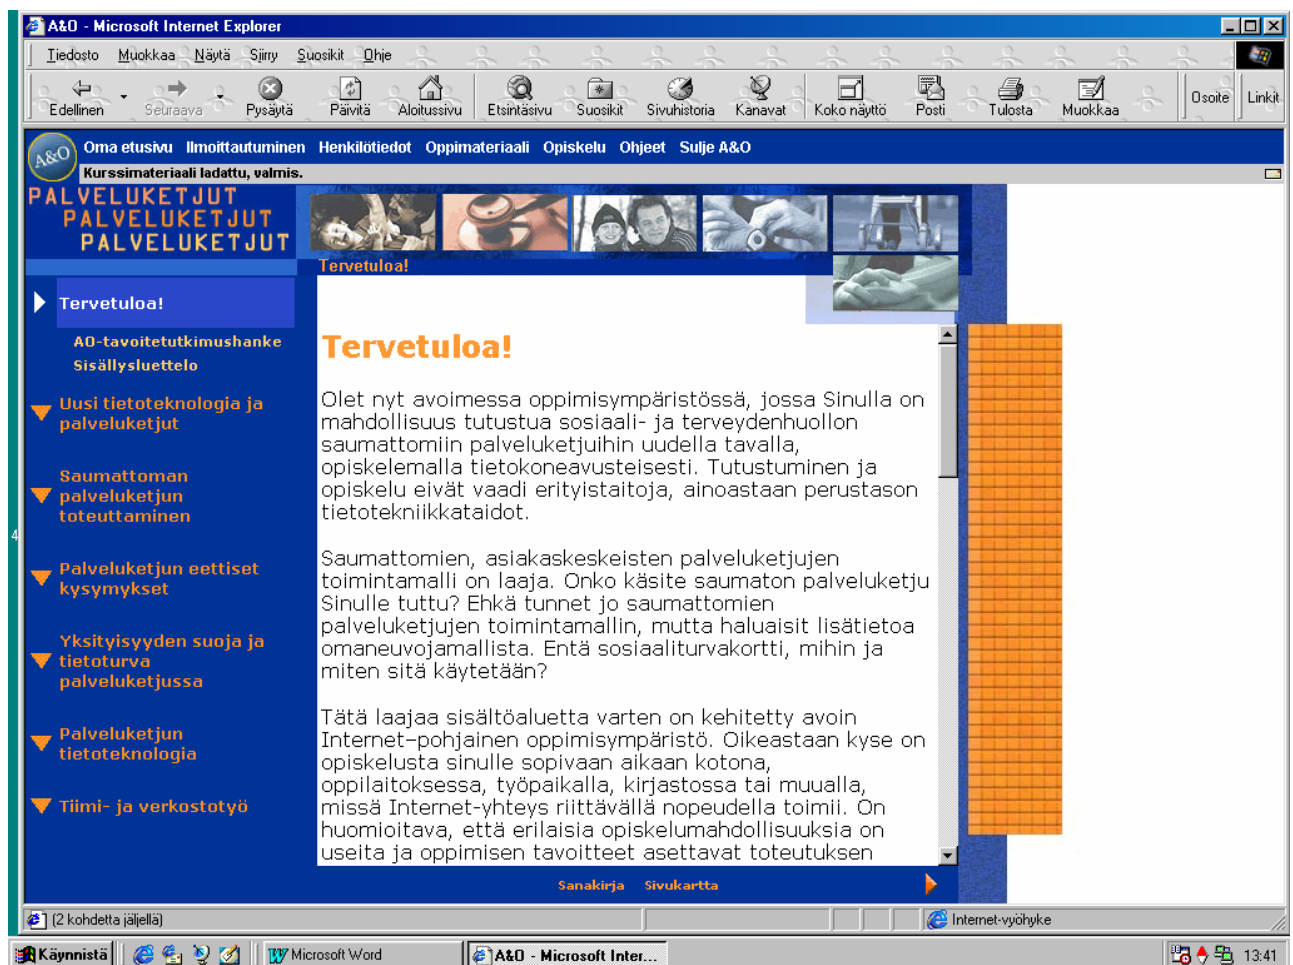 A&O - Microsoft Internet Explorer
Tiedosto Muokkaa Näytä Siirry Suosikit Ohje
Edellinen Seuraava Pysäytä Päivitä Aloitussivu Etsintäsivu Suosikit Sivuhistoria Kanavat Koko näyttö Posti Tulosta Muokkaa Osoite Linkit
A&O Oma etusivu Ilmoittautuminen Henkilötiedot Oppimateriaali Opiskelu Ohjeet Sulje A&O
Kurssimateriaali ladattu, valmis.
PALVELUKETJUT
PALVELUKETJUT
PALVELUKETJUT
Tervetuloa!
Tervetuloa!
AO-tavoitetutkimushanke
Sisällysluettelo
Uusi tietoteknologia ja
palveluketjut
Saumattoman
palveluketjun
toteuttaminen
Palveluketjun eettiset
kysymykset
Yksityisyyden suoja ja
tietoturva
palveluketjussa
Palveluketjun
tietoteknologia
Tiimi- ja verkostotyö
Tervetuloa!
Olet nyt avoimessa oppimisympäristössä, jossa Sinulla on
mahdollisuus tutustua sosiaali- ja terveydenhuollon
saumattomiin palveluketjuihin uudella tavalla,
opiskelemalla tietokoneavusteisesti. Tutustuminen ja
opiskelu eivät vaadi erityistaitoja, ainoastaan perustason
tietotekniikkataidot.
Saumattomien, asiakaskeskeisten palveluketjujen
toimintamalli on laaja. Onko käsite saumaton palveluketju
Sinulle tuttu? Ehkä tunnet jo saumattomien
palveluketjujen toimintamallin, mutta haluaisit lisätietoa
omaneuvojamallista. Entä sosiaaliturvakortti, mihin ja
miten sitä käytetään?
Tätä laajaa sisältöaluetta varten on kehitetty avoin
Internet–pohjainen oppimisympäristö. Oikeastaan kyse on
opiskelusta sinulle sopivaan aikaan kotona,
oppilaitoksessa, työpaikalla, kirjastossa tai muualla,
missä Internet-yhteys riittävällä nopeudella toimii. On
huomioitava, että erilaisia opiskelumahdollisuuksia on
useita ja oppimisen tavoitteet asettavat toteutuksen
Sanakirja Sivukartta
4
(2 kohdetta jäljellä) Internet-vyöhyke
Käynnistä Microsoft Word A&O - Microsoft Inter... 13:41